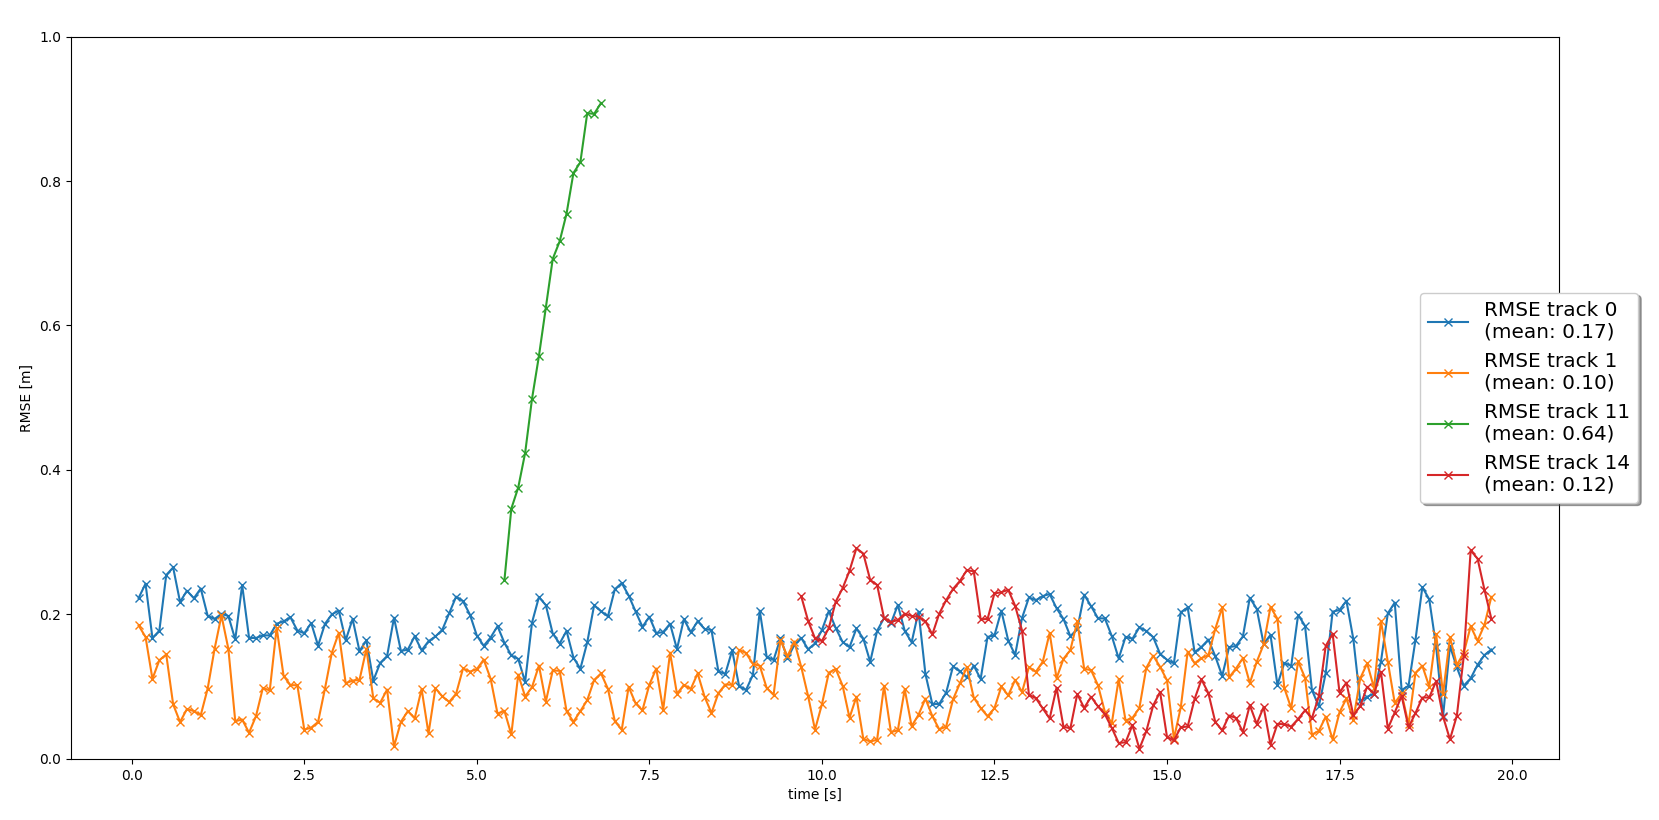 1.0
0.8
0.6
0.4
0.2
0.0
RMSE [m]
0.0 2.5 5.0 7.5 10.0 12.5 15.0 17.5 20.0
time [s]
RMSE track 0
(mean: 0.17)
RMSE track 1
(mean: 0.10)
RMSE track 11
(mean: 0.64)
RMSE track 14
(mean: 0.12)